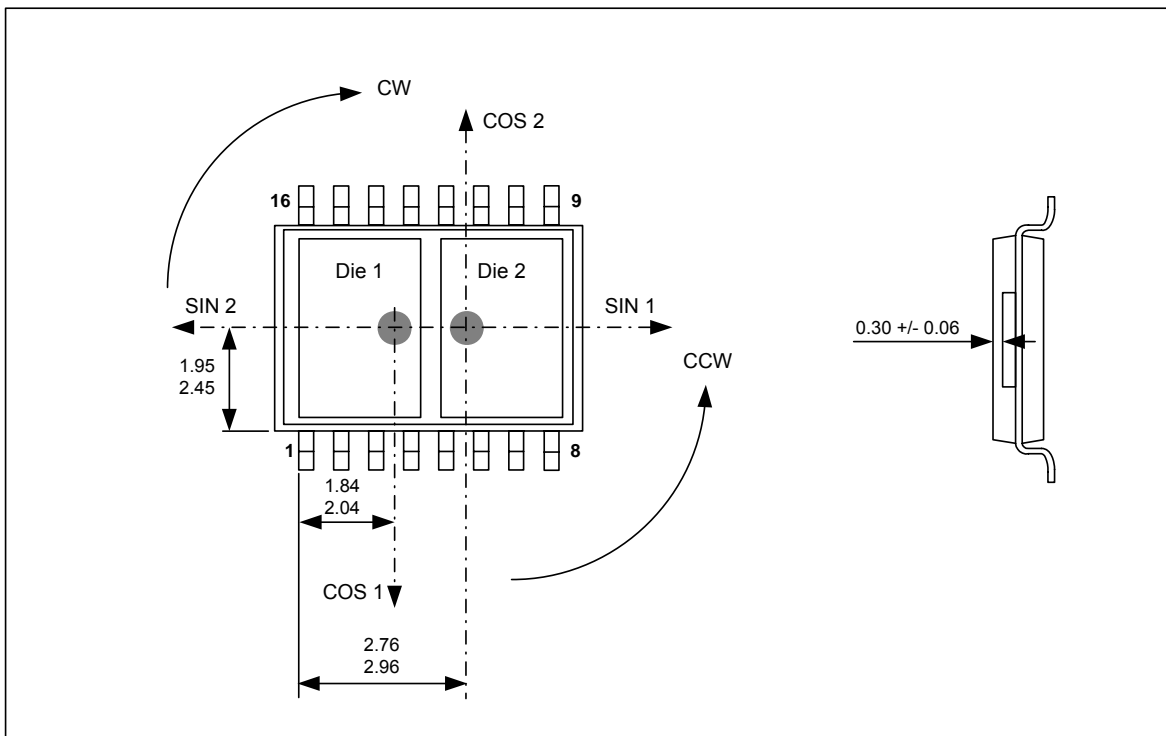 CW
COS 2
16
9
Die 1
Die 2
SIN 2
SIN 1
0.30 +/- 0.06
1.95
2.45
CCW
1
8
1.84
2.04
COS 1
2.76
2.96